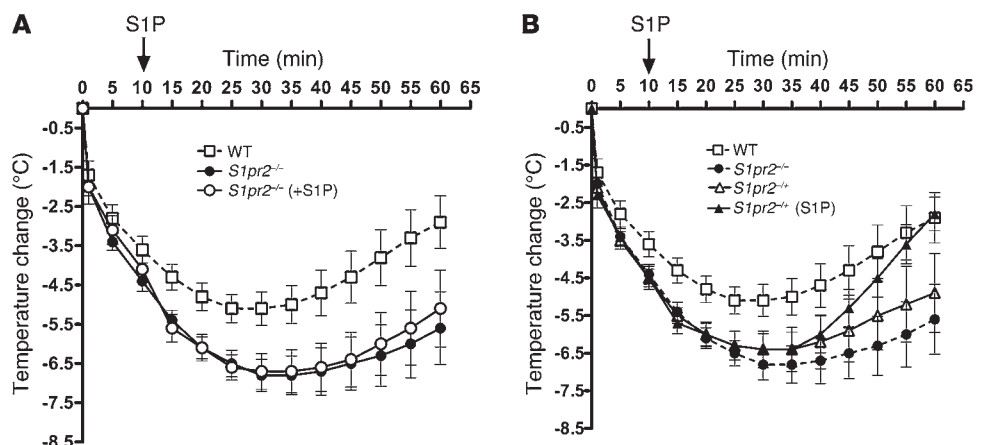 A
S1P
Time (min)
0 5 10 15 20 25 30 35 40 45 50 55 60 65
-0.5
-1.5
-2.5
-3.5
-4.5
-5.5
-6.5
-7.5
-8.5
Temperature change (°C)
WT
S1pr2⁻/⁻
S1pr2⁻/⁻ (+S1P)
B
S1P
Time (min)
0 5 10 15 20 25 30 35 40 45 50 55 60 65
-0.5
-1.5
-2.5
-3.5
-4.5
-5.5
-6.5
-7.5
-8.5
Temperature change (°C)
WT
S1pr2⁻/⁻
S1pr2⁻/⁺
S1pr2⁻/⁺ (S1P)